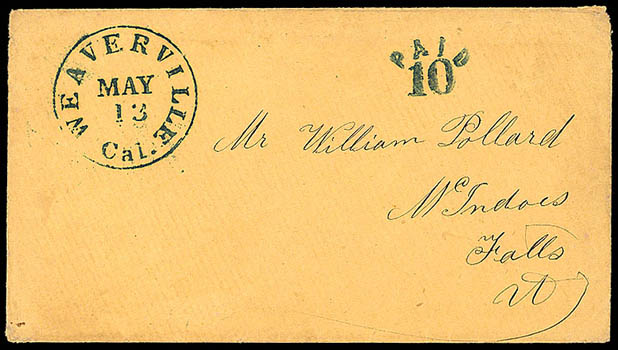 WEAVERVILLE
MAY
13
Cal.
PAID
10
Mr William Pollard
McIndoes
Falls
Vt